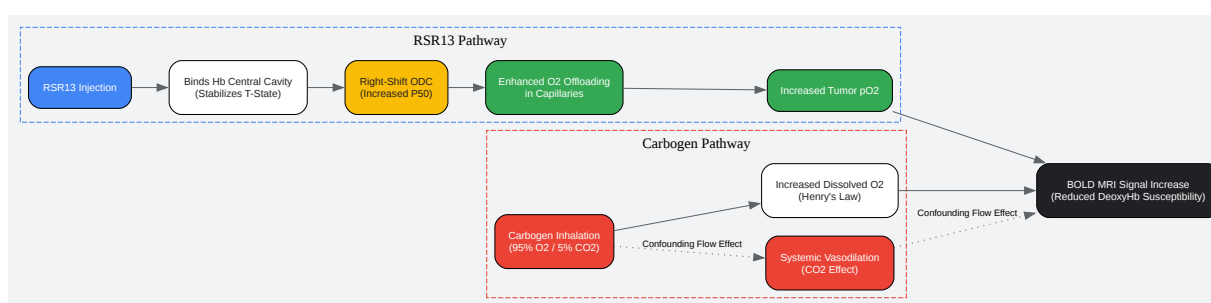 RSR13 Pathway
RSR13 Injection
Binds Hb Central Cavity
(Stabilizes T-State)
Right-Shift ODC
(Increased P50)
Enhanced O2 Offloading
in Capillaries
Increased Tumor pO2
Carbogen Pathway
Carbogen Inhalation
(95% O2 / 5% CO2)
Increased Dissolved O2
(Henry's Law)
Confounding Flow Effect
Systemic Vasodilation
(CO2 Effect)
Confounding Flow Effect
BOLD MRI Signal Increase
(Reduced DeoxyHb Susceptibility)